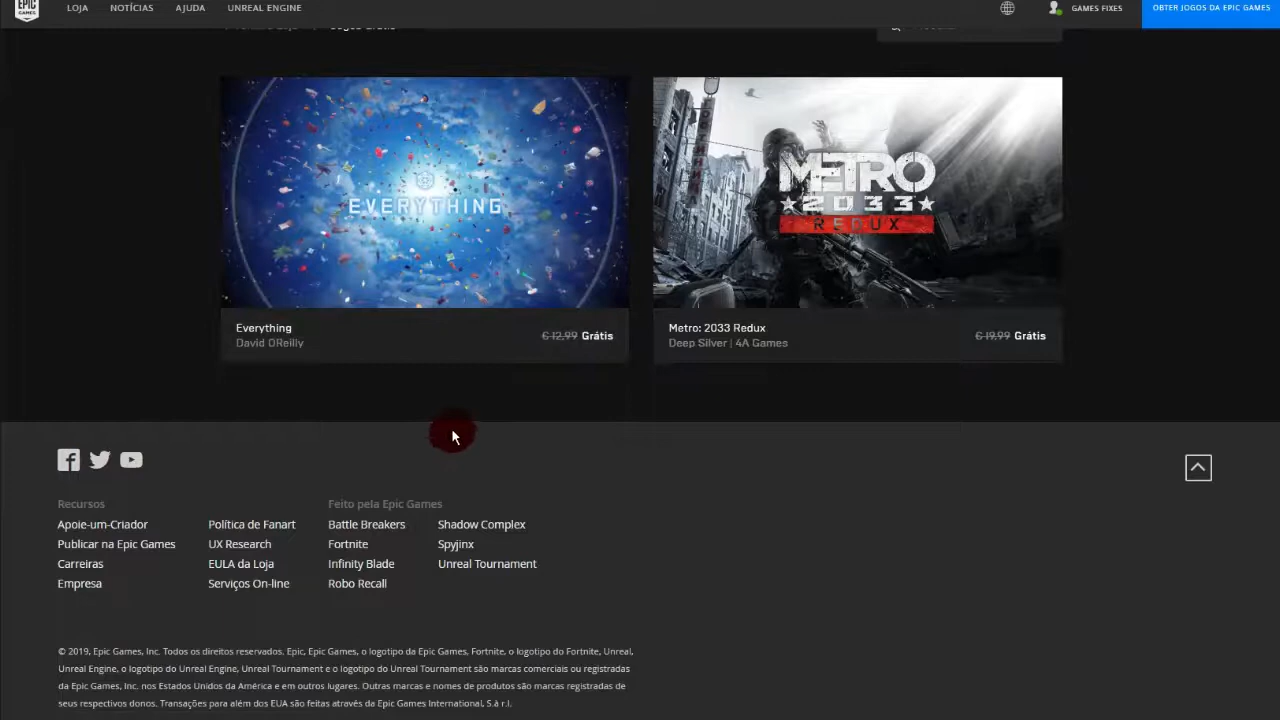 EPIC GAMES
LOJA NOTÍCIAS AJUDA UNREAL ENGINE GAMES FIXES OBTER JOGOS DA EPIC GAMES
EVERYTHING
METRO
2033
REDUX
Everything
David OReilly
€ 12,99 Grátis
Metro: 2033 Redux
Deep Silver | 4A Games
€ 19,99 Grátis
Recursos
Apoie-um-Criador
Publicar na Epic Games
Carreiras
Empresa
Política de Fanart
UX Research
EULA da Loja
Serviços On-line
Feito pela Epic Games
Battle Breakers
Fortnite
Infinity Blade
Robo Recall
Shadow Complex
Spyjinx
Unreal Tournament
© 2019, Epic Games, Inc. Todos os direitos reservados. Epic, Epic Games, o logotipo da Epic Games, Fortnite, o logotipo do Fortnite, Unreal,
Unreal Engine, o logotipo do Unreal Engine, Unreal Tournament e o logotipo do Unreal Tournament são marcas comerciais ou registradas
da Epic Games, Inc. nos Estados Unidos da América e em outros lugares. Outras marcas e nomes de produtos são marcas registradas de
seus respectivos donos. Transações para além dos EUA são feitas através da Epic Games International, S.à r.l.